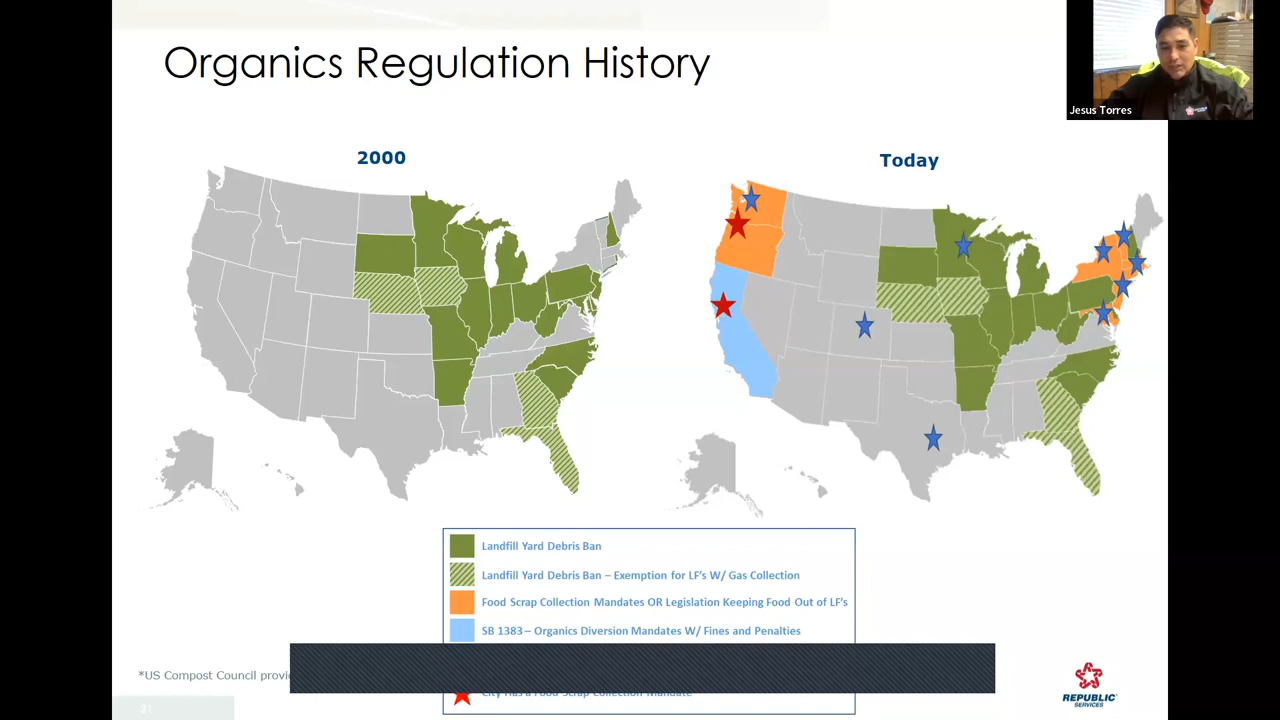 Organics Regulation History
Jesus Torres
2000
Today
Landfill Yard Debris Ban
Landfill Yard Debris Ban – Exemption for LF's W/ Gas Collection
Food Scrap Collection Mandates OR Legislation Keeping Food Out of LF's
SB 1383 – Organics Diversion Mandates W/ Fines and Penalties
City Has a Food Scrap Collection Mandate
*US Compost Council
REPUBLIC
SERVICES